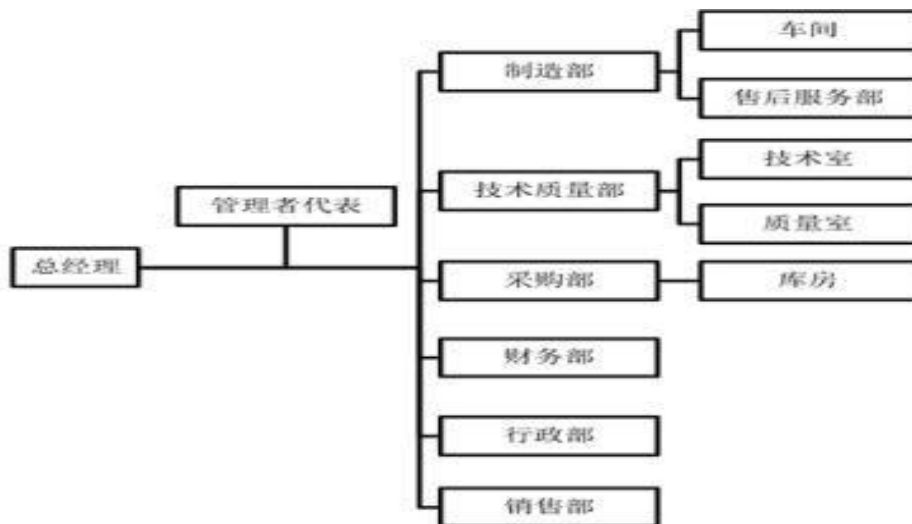 总经理
管理者代表
制造部
车间
售后服务部
技术质量部
技术室
质量室
采购部
库房
财务部
行政部
销售部